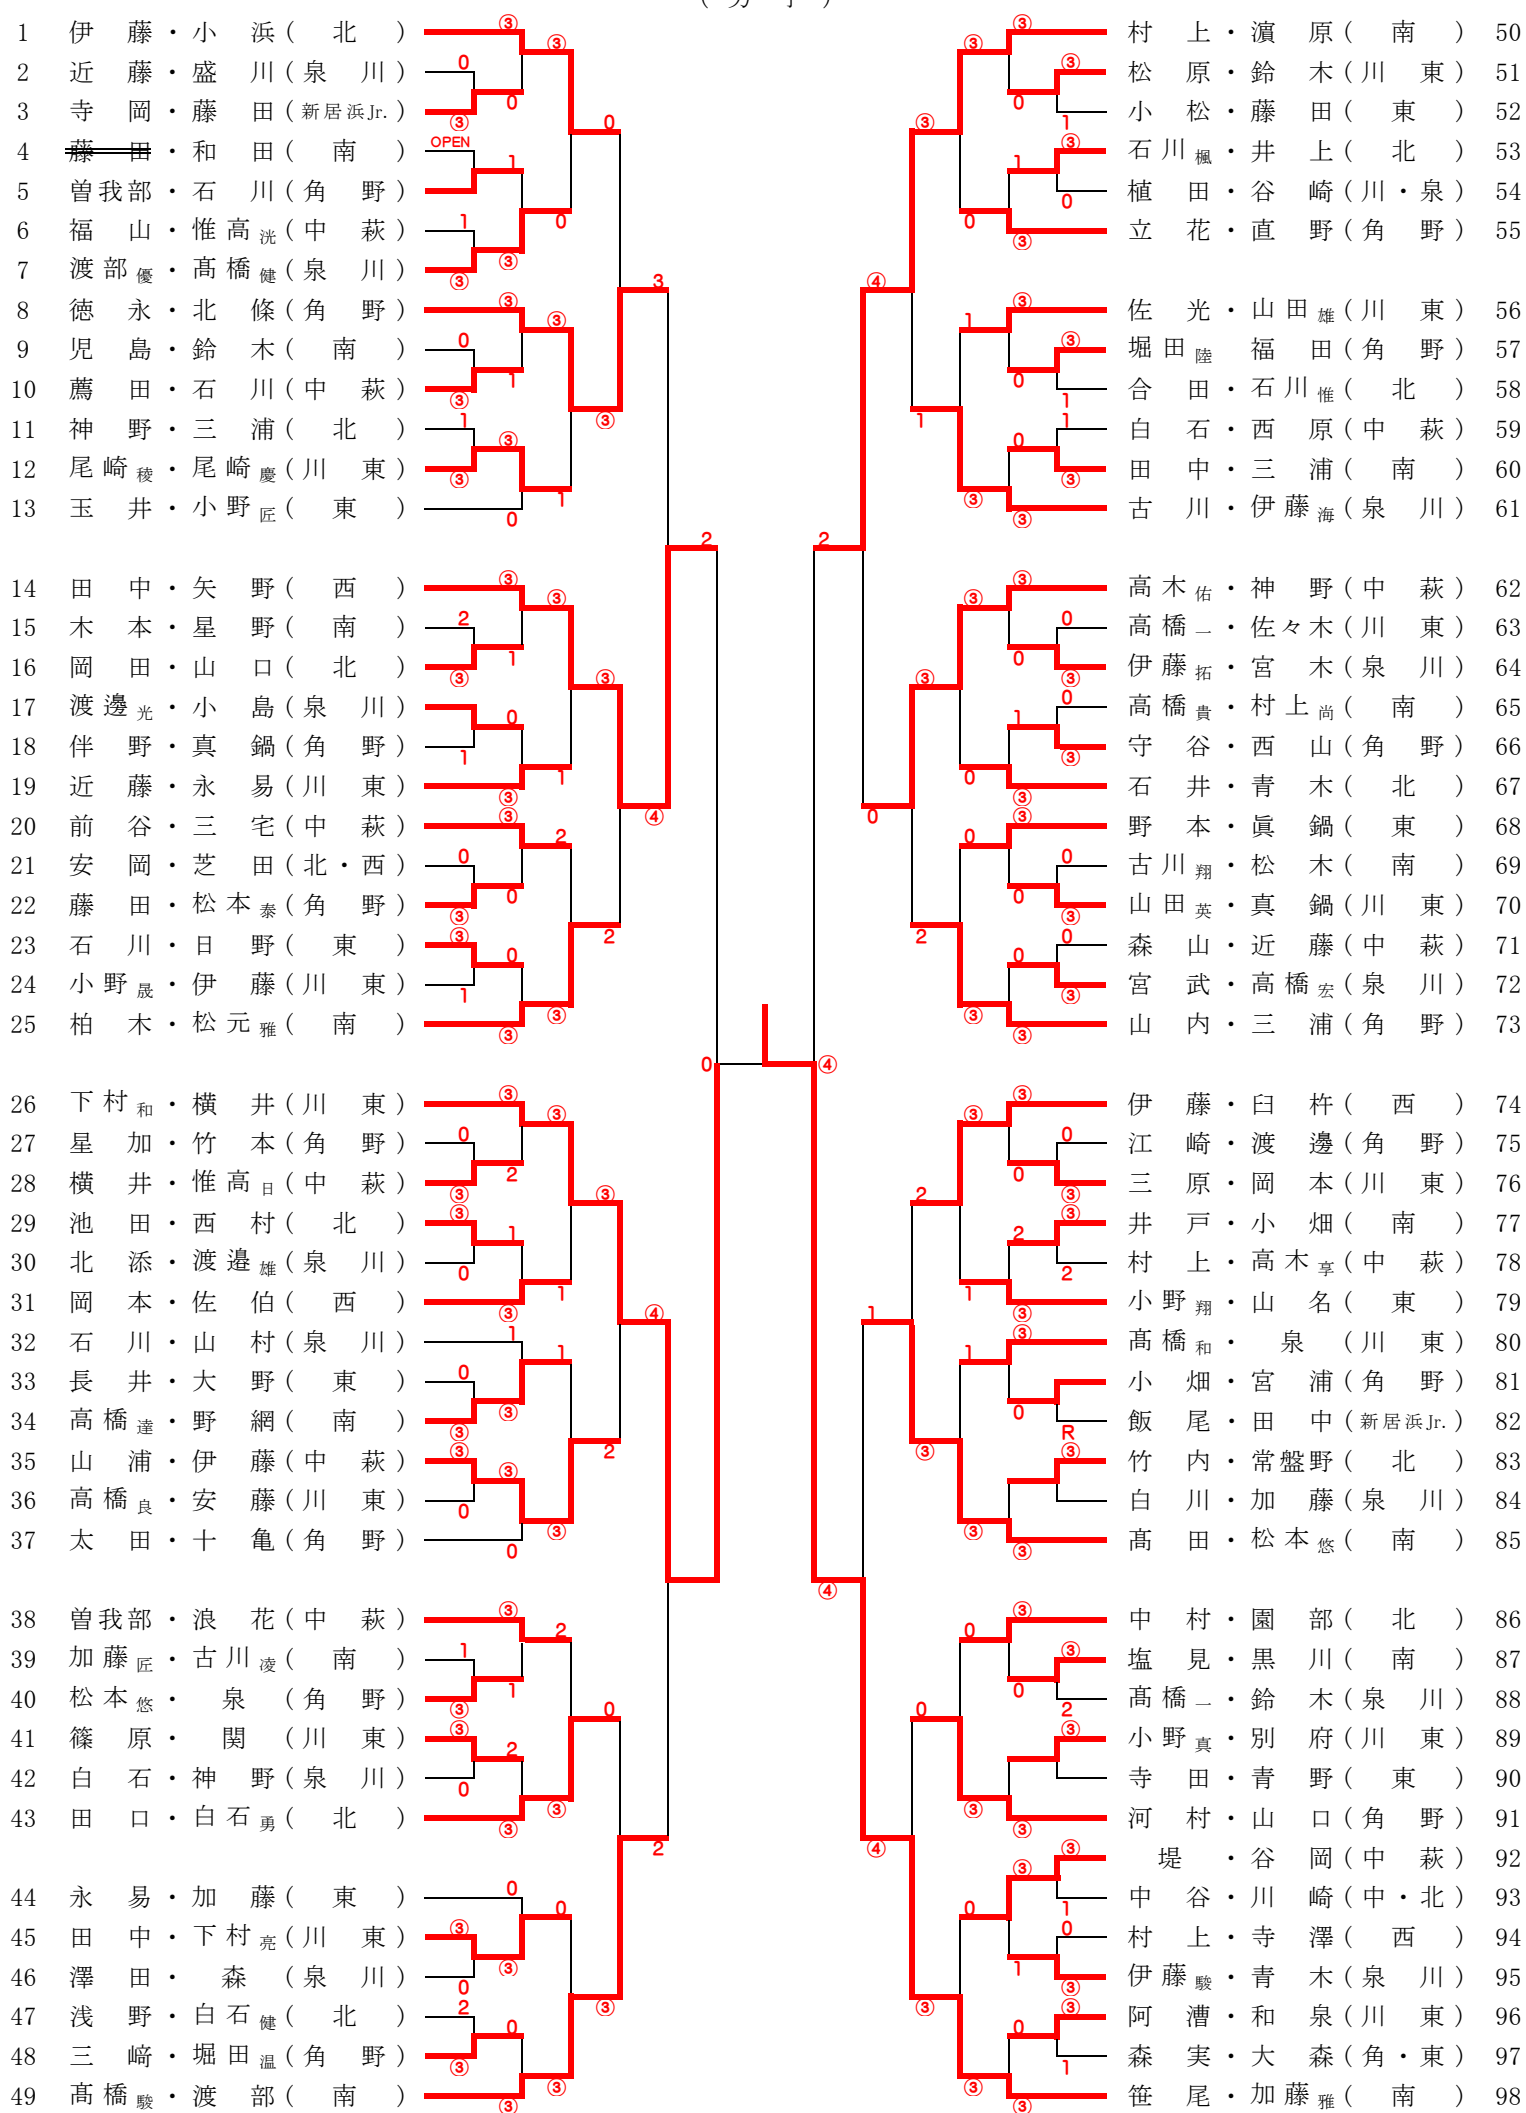 (男子)
1 伊藤・小浜(北)
2 近藤・盛川(泉川)
3 寺岡・藤田(新居浜Jr.)
4 藤田・和田(南)
5 曽我部・石川(角野)
6 福山・惟高洸(中萩)
7 渡部優・髙橋健(泉川)
8 徳永・北條(角野)
9 児島・鈴木(南)
10 薦田・石川(中萩)
11 神野・三浦(北)
12 尾崎稜・尾崎慶(川東)
13 玉井・小野匠(東)
14 田中・矢野(西)
15 木本・星野(南)
16 岡田・山口(北)
17 渡邊光・小島(泉川)
18 伴野・真鍋(角野)
19 近藤・永易(川東)
20 前谷・三宅(中萩)
21 安岡・芝田(北・西)
22 藤田・松本泰(角野)
23 石川・日野(東)
24 小野晟・伊藤(川東)
25 柏木・松元雅(南)
26 下村和・横井(川東)
27 星加・竹本(角野)
28 横井・惟高日(中萩)
29 池田・西村(北)
30 北添・渡邉雄(泉川)
31 岡本・佐伯(西)
32 石川・山村(泉川)
33 長井・大野(東)
34 高橋達・野網(南)
35 山浦・伊藤(中萩)
36 高橋良・安藤(川東)
37 太田・十亀(角野)
38 曽我部・浪花(中萩)
39 加藤匠・古川凌(南)
40 松本悠・泉(角野)
41 篠原・関(川東)
42 白石・神野(泉川)
43 田口・白石勇(北)
44 永易・加藤(東)
45 田中・下村亮(川東)
46 澤田・森(泉川)
47 浅野・白石健(北)
48 三﨑・堀田温(角野)
49 髙橋駿・渡部(南)
村上・濵原(南) 50
松原・鈴木(川東) 51
小松・藤田(東) 52
石川楓・井上(北) 53
植田・谷崎(川・泉) 54
立花・直野(角野) 55
佐光・山田雄(川東) 56
堀田陸 福田(角野) 57
合田・石川惟(北) 58
白石・西原(中萩) 59
田中・三浦(南) 60
古川・伊藤海(泉川) 61
高木佑・神野(中萩) 62
高橋一・佐々木(川東) 63
伊藤拓・宮木(泉川) 64
高橋貴・村上尚(南) 65
守谷・西山(角野) 66
石井・青木(北) 67
野本・眞鍋(東) 68
古川翔・松木(南) 69
山田英・真鍋(川東) 70
森山・近藤(中萩) 71
宮武・高橋宏(泉川) 72
山内・三浦(角野) 73
伊藤・臼杵(西) 74
江崎・渡邊(角野) 75
三原・岡本(川東) 76
井戸・小畑(南) 77
村上・高木享(中萩) 78
小野翔・山名(東) 79
髙橋和・泉(川東) 80
小畑・宮浦(角野) 81
飯尾・田中(新居浜Jr.) 82
竹内・常盤野(北) 83
白川・加藤(泉川) 84
髙田・松本悠(南) 85
中村・園部(北) 86
塩見・黒川(南) 87
髙橋一・鈴木(泉川) 88
小野真・別府(川東) 89
寺田・青野(東) 90
河村・山口(角野) 91
堤・谷岡(中萩) 92
中谷・川崎(中・北) 93
村上・寺澤(西) 94
伊藤駿・青木(泉川) 95
阿漕・和泉(川東) 96
森実・大森(角・東) 97
笹尾・加藤雅(南) 98
OPEN
R